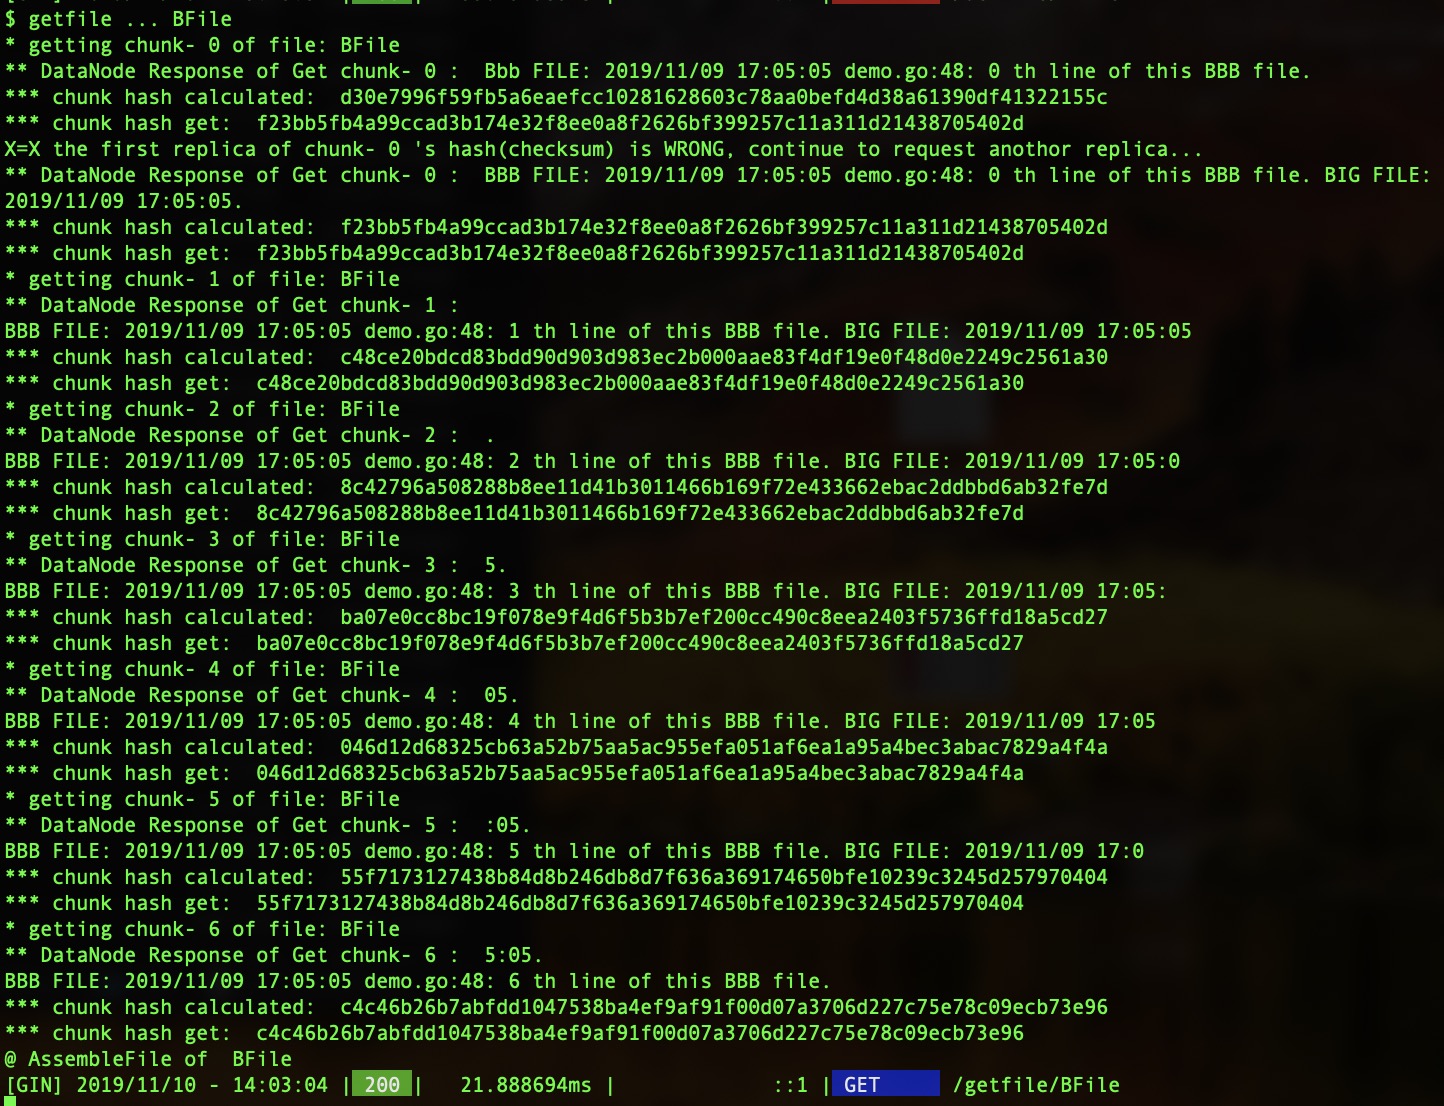 $ getfile ... BFile
* getting chunk- 0 of file: BFile
** DataNode Response of Get chunk- 0 :  Bbb FILE: 2019/11/09 17:05:05 demo.go:48: 0 th line of this BBB file.
*** chunk hash calculated:  d30e7996f59fb5a6eaefcc10281628603c78aa0befd4d38a61390df41322155c
*** chunk hash get:  f23bb5fb4a99ccad3b174e32f8ee0a8f2626bf399257c11a311d21438705402d
X=X the first replica of chunk- 0 's hash(checksum) is WRONG, continue to request anothor replica...
** DataNode Response of Get chunk- 0 :  BBB FILE: 2019/11/09 17:05:05 demo.go:48: 0 th line of this BBB file. BIG FILE:
2019/11/09 17:05:05.
*** chunk hash calculated:  f23bb5fb4a99ccad3b174e32f8ee0a8f2626bf399257c11a311d21438705402d
*** chunk hash get:  f23bb5fb4a99ccad3b174e32f8ee0a8f2626bf399257c11a311d21438705402d
* getting chunk- 1 of file: BFile
** DataNode Response of Get chunk- 1 :
BBB FILE: 2019/11/09 17:05:05 demo.go:48: 1 th line of this BBB file. BIG FILE: 2019/11/09 17:05:05
*** chunk hash calculated:  c48ce20bdcd83bdd90d903d983ec2b000aae83f4df19e0f48d0e2249c2561a30
*** chunk hash get:  c48ce20bdcd83bdd90d903d983ec2b000aae83f4df19e0f48d0e2249c2561a30
* getting chunk- 2 of file: BFile
** DataNode Response of Get chunk- 2 :  .
BBB FILE: 2019/11/09 17:05:05 demo.go:48: 2 th line of this BBB file. BIG FILE: 2019/11/09 17:05:0
*** chunk hash calculated:  8c42796a508288b8ee11d41b3011466b169f72e433662ebac2ddbbd6ab32fe7d
*** chunk hash get:  8c42796a508288b8ee11d41b3011466b169f72e433662ebac2ddbbd6ab32fe7d
* getting chunk- 3 of file: BFile
** DataNode Response of Get chunk- 3 :  5.
BBB FILE: 2019/11/09 17:05:05 demo.go:48: 3 th line of this BBB file. BIG FILE: 2019/11/09 17:05:
*** chunk hash calculated:  ba07e0cc8bc19f078e9f4d6f5b3b7ef200cc490c8eea2403f5736ffd18a5cd27
*** chunk hash get:  ba07e0cc8bc19f078e9f4d6f5b3b7ef200cc490c8eea2403f5736ffd18a5cd27
* getting chunk- 4 of file: BFile
** DataNode Response of Get chunk- 4 :  05.
BBB FILE: 2019/11/09 17:05:05 demo.go:48: 4 th line of this BBB file. BIG FILE: 2019/11/09 17:05
*** chunk hash calculated:  046d12d68325cb63a52b75aa5ac955efa051af6ea1a95a4bec3abac7829a4f4a
*** chunk hash get:  046d12d68325cb63a52b75aa5ac955efa051af6ea1a95a4bec3abac7829a4f4a
* getting chunk- 5 of file: BFile
** DataNode Response of Get chunk- 5 :  :05.
BBB FILE: 2019/11/09 17:05:05 demo.go:48: 5 th line of this BBB file. BIG FILE: 2019/11/09 17:0
*** chunk hash calculated:  55f7173127438b84d8b246db8d7f636a369174650bfe10239c3245d257970404
*** chunk hash get:  55f7173127438b84d8b246db8d7f636a369174650bfe10239c3245d257970404
* getting chunk- 6 of file: BFile
** DataNode Response of Get chunk- 6 :  5:05.
BBB FILE: 2019/11/09 17:05:05 demo.go:48: 6 th line of this BBB file.
*** chunk hash calculated:  c4c46b26b7abfdd1047538ba4ef9af91f00d07a3706d227c75e78c09ecb73e96
*** chunk hash get:  c4c46b26b7abfdd1047538ba4ef9af91f00d07a3706d227c75e78c09ecb73e96
@ AssembleFile of  BFile
[GIN] 2019/11/10 - 14:03:04 | 200 |   21.888694ms |             ::1 | GET      /getfile/BFile